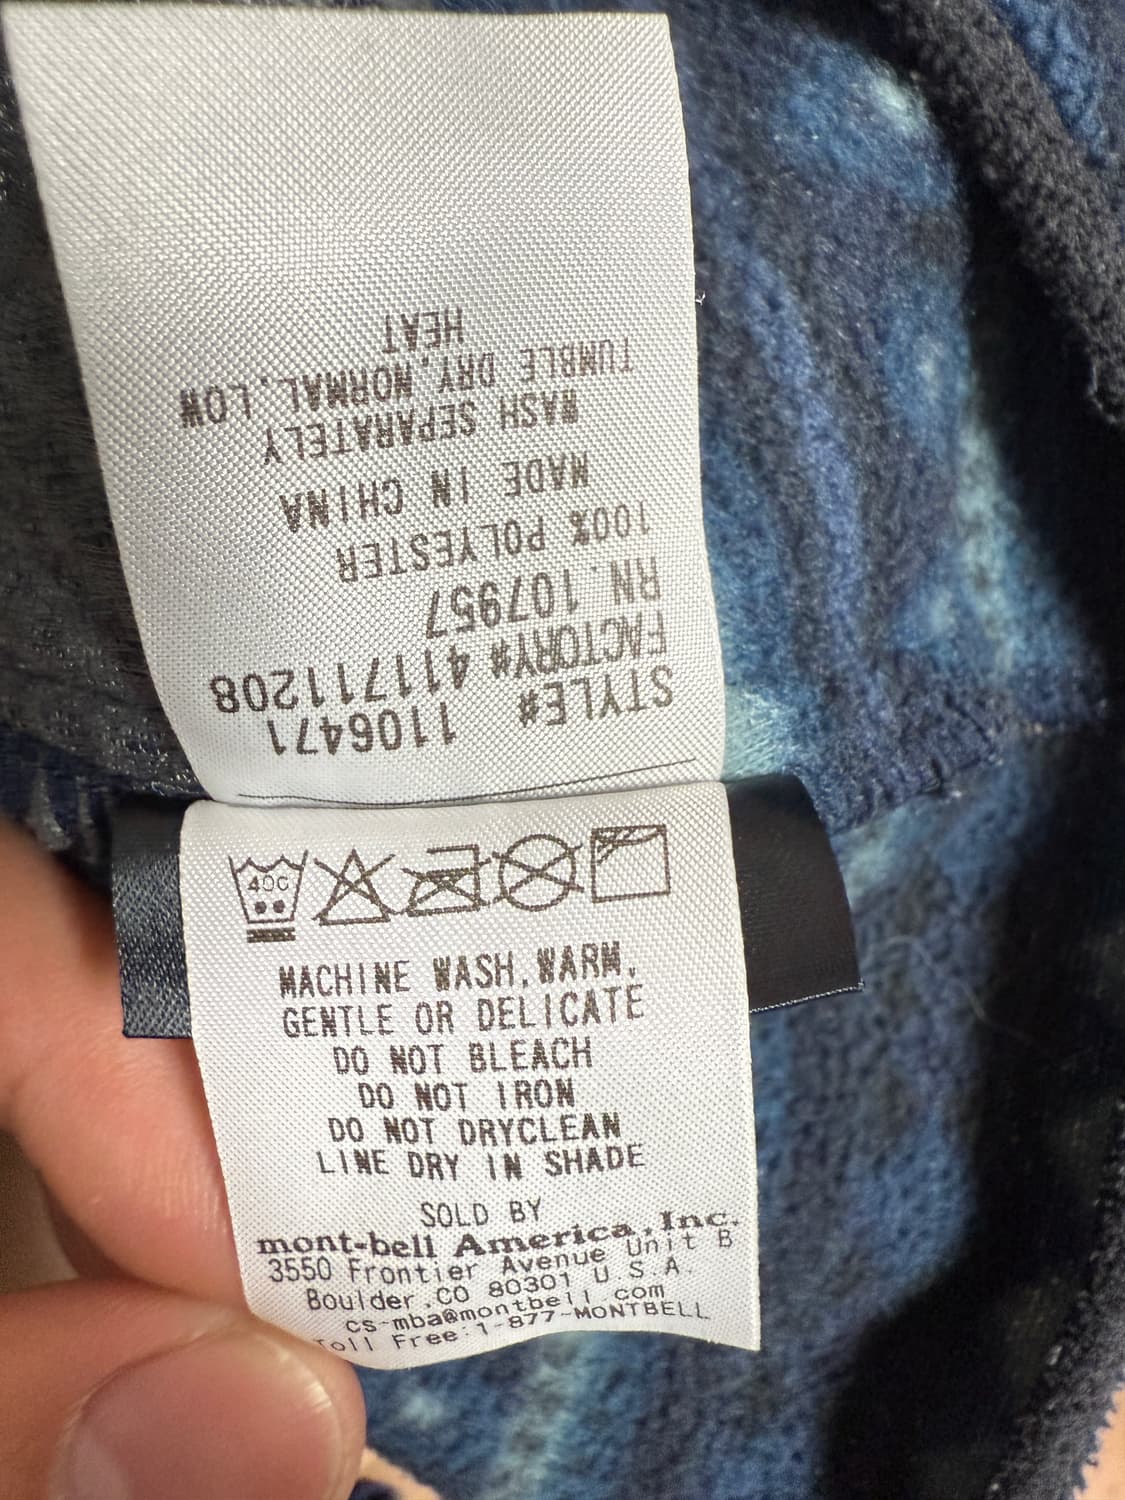 STYLE# 1106471
FACTORY# 411711208
RN. 107957
100% POLYESTER
MADE IN CHINA
WASH SEPARATELY
TUMBLE DRY, NORMAL, LOW
HEAT
40C
MACHINE WASH, WARM,
GENTLE OR DELICATE
DO NOT BLEACH
DO NOT IRON
DO NOT DRYCLEAN
LINE DRY IN SHADE
SOLD BY
mont-bell America, Inc.
3550 Frontier Avenue Unit B
Boulder, CO 80301 U.S.A.
cs-mba@montbell.com
Toll Free:1-877-MONTBELL